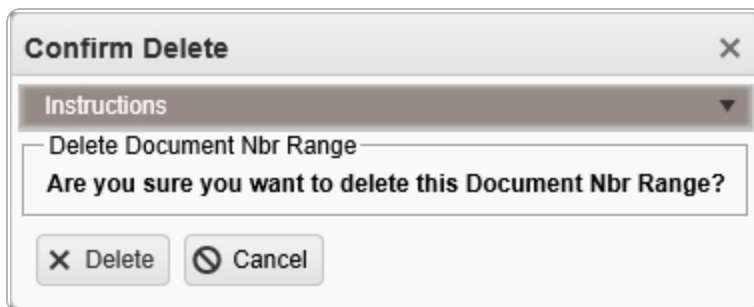 Confirm Delete
Instructions
Delete Document Nbr Range
Are you sure you want to delete this Document Nbr Range?
Delete Cancel